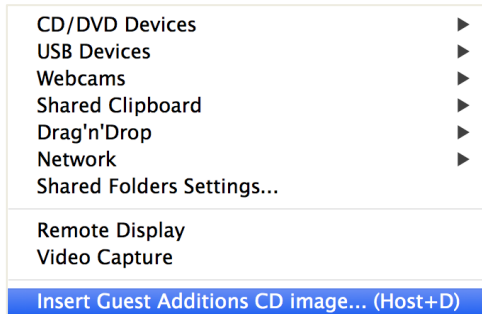 CD/DVD Devices
USB Devices
Webcams
Shared Clipboard
Drag'n'Drop
Network
Shared Folders Settings...
Remote Display
Video Capture
Insert Guest Additions CD image... (Host+D)